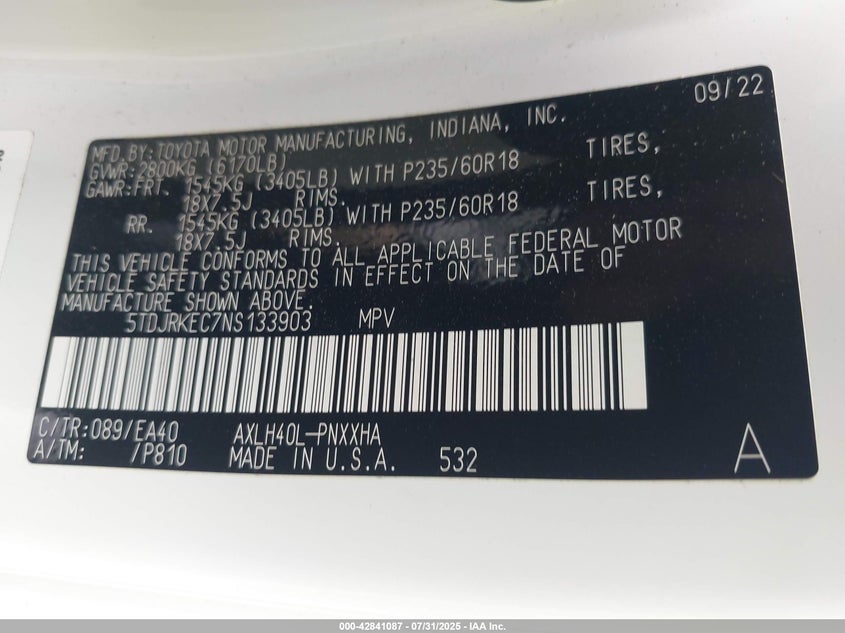 09/22
MFD.BY:TOYOTA MOTOR MANUFACTURING, INDIANA, INC.
GVWR:2800KG (6170LB)
GAWR:FRT. 1545KG (3405LB) WITH P235/60R18 TIRES,
18X7.5J RIMS.
RR. 1545KG (3405LB) WITH P235/60R18 TIRES,
18X7.5J RIMS.
THIS VEHICLE CONFORMS TO ALL APPLICABLE FEDERAL MOTOR
VEHICLE SAFETY STANDARDS IN EFFECT ON THE DATE OF
MANUFACTURE SHOWN ABOVE.
5TDJRKEC7NS133903 MPV
C/TR:089/EA40 AXLH40L-PNXXHA
A/TM: /P810 MADE IN U.S.A. 532 A
000-42841087 - 07/31/2025 - IAA Inc.